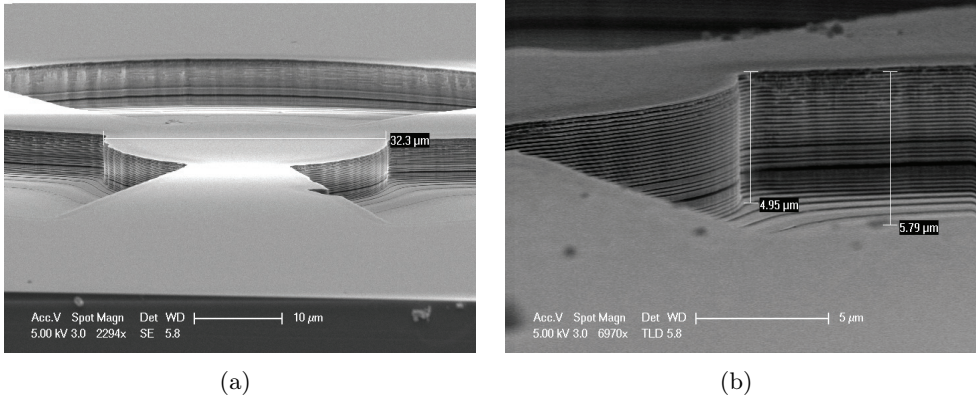 32.3 µm
Acc.V Spot Magn Det WD
5.00 kV 3.0 2294x SE 5.8
10 µm
(a)
4.95 µm
5.79 µm
Acc.V Spot Magn Det WD
5.00 kV 3.0 6970x TLD 5.8
5 µm
(b)